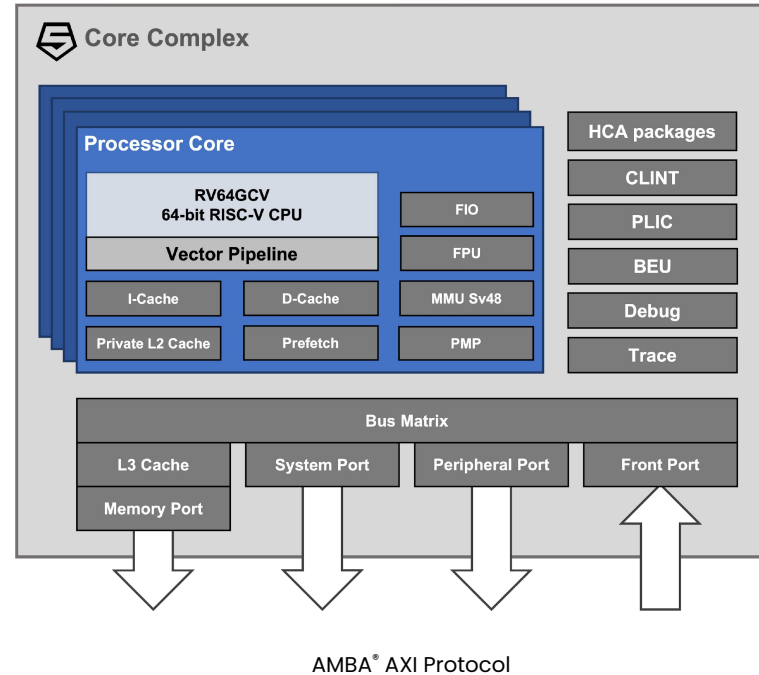 Core Complex
Processor Core
RV64GCV
64-bit RISC-V CPU
Vector Pipeline
I-Cache
D-Cache
Private L2 Cache
Prefetch
FIO
FPU
MMU Sv48
PMP
HCA packages
CLINT
PLIC
BEU
Debug
Trace
Bus Matrix
L3 Cache
System Port
Peripheral Port
Front Port
Memory Port
AMBA® AXI Protocol